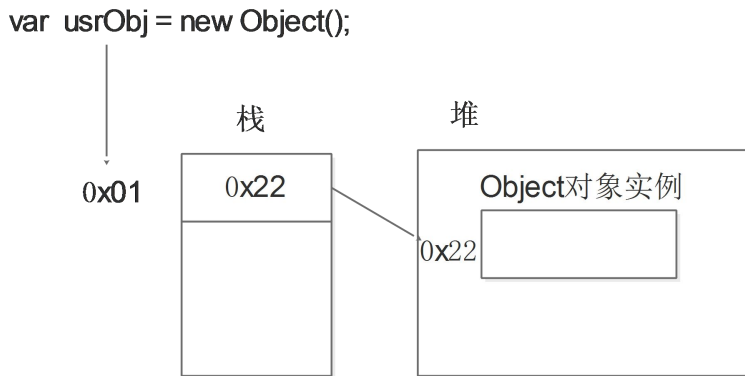 var usrObj = new Object();
栈
堆
0x01
0x22
Object对象实例
0x22